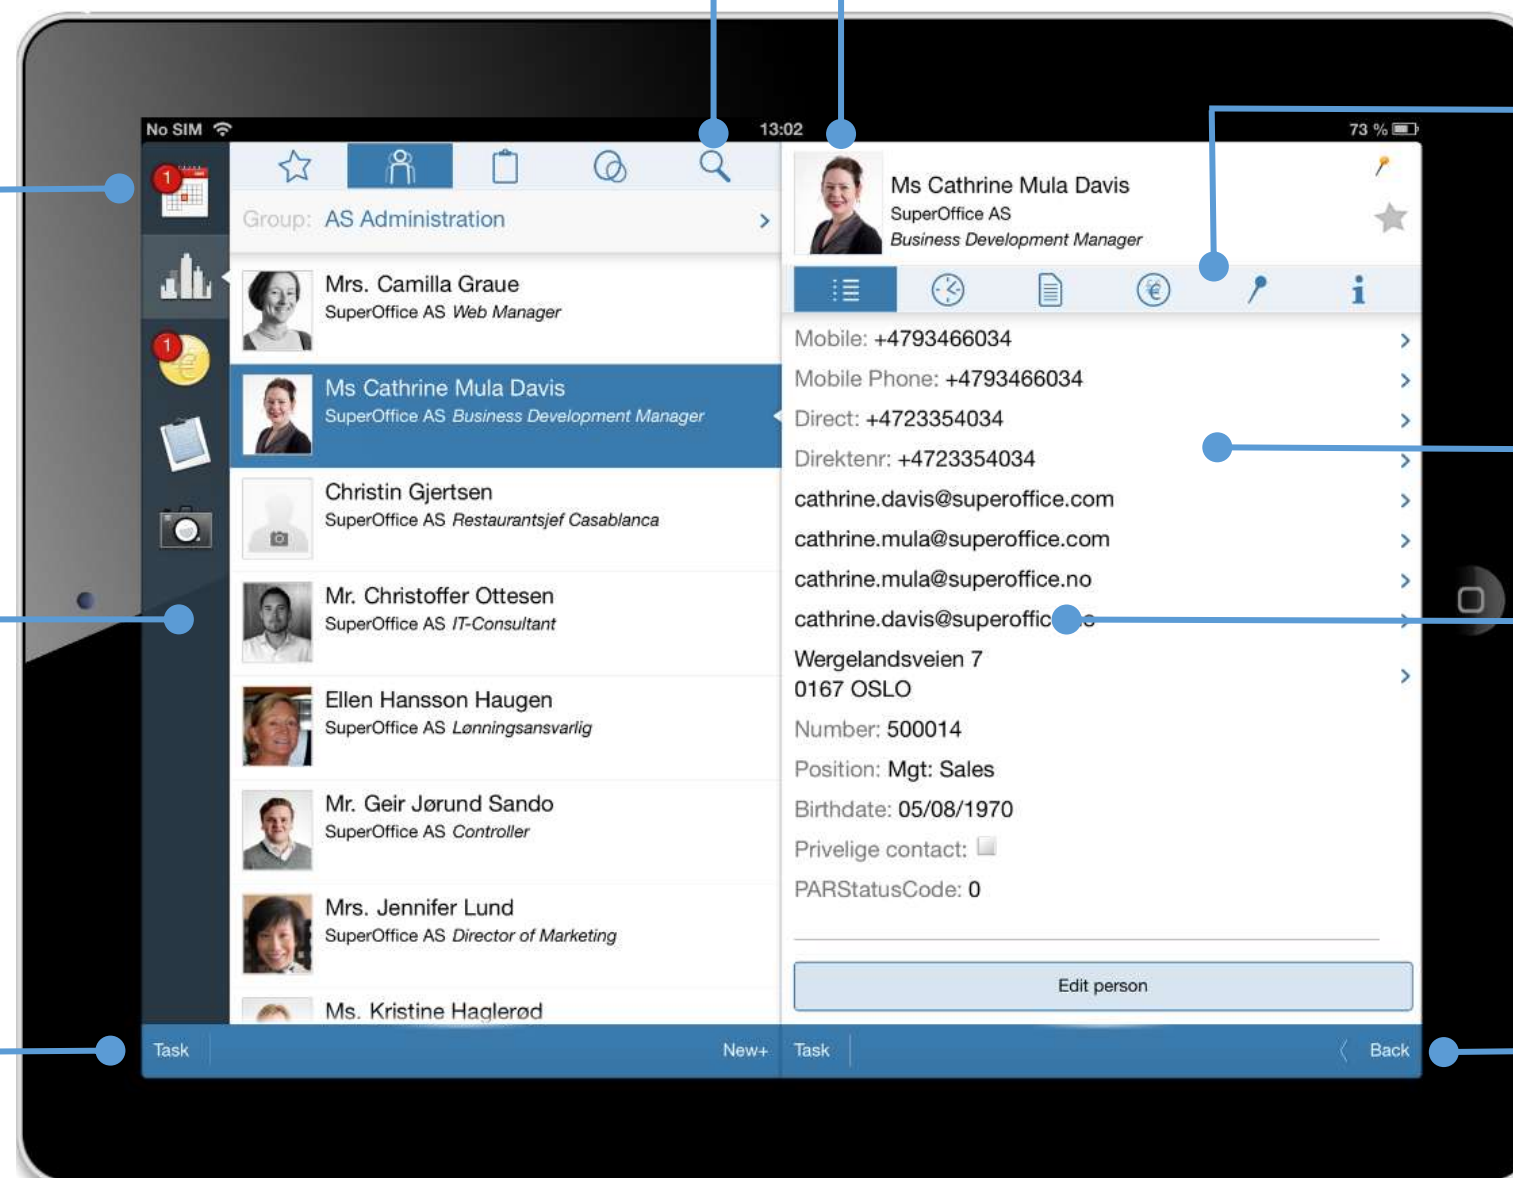 No SIM
13:02
73 %
1
1
Group: AS Administration
Mrs. Camilla Graue
SuperOffice AS Web Manager
Ms Cathrine Mula Davis
SuperOffice AS Business Development Manager
Christin Gjertsen
SuperOffice AS Restaurantsjef Casablanca
Mr. Christoffer Ottesen
SuperOffice AS IT-Consultant
Ellen Hansson Haugen
SuperOffice AS Lønningsansvarlig
Mr. Geir Jørund Sando
SuperOffice AS Controller
Mrs. Jennifer Lund
SuperOffice AS Director of Marketing
Ms. Kristine Haglerød
Task
New+
Ms Cathrine Mula Davis
SuperOffice AS
Business Development Manager
Mobile: +4793466034
Mobile Phone: +4793466034
Direct: +4723354034
Direktenr: +4723354034
cathrine.davis@superoffice.com
cathrine.mula@superoffice.com
cathrine.mula@superoffice.no
Wergelandsveien 7
0167 OSLO
Number: 500014
Position: Mgt: Sales
Birthdate: 05/08/1970
Privelige contact:
PARStatusCode: 0
Edit person
Task
Back